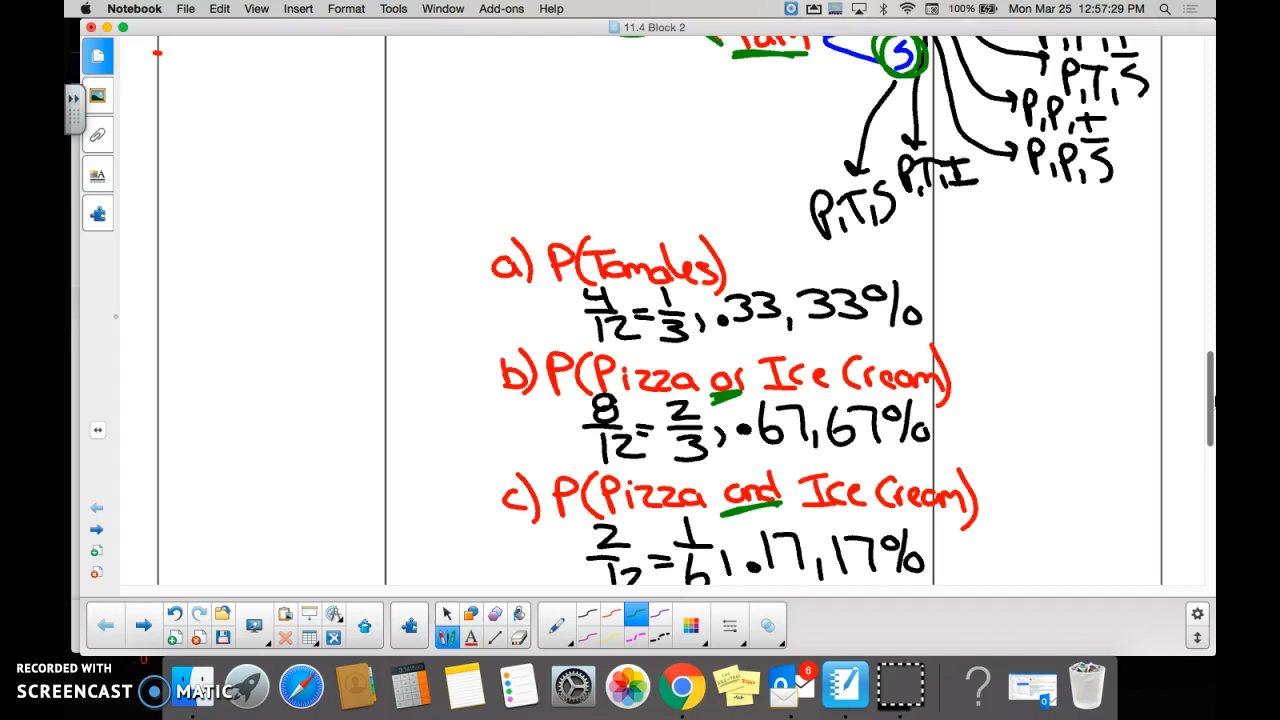 Notebook File Edit View Insert Format Tools Window Add-ons Help 100% Mon Mar 25 12:57:29 PM
11.4 Block 2
S
P,T,S
P,P,I
P,P,S
P,T,I
P,T,S
a) P(Tamales)
4/12 = 1/3, .33, 33%
b) P(Pizza or Ice Cream)
8/12 = 2/3, .67, 67%
c) P(Pizza and Ice Cream)
2/12 = 1/6, .17, 17%
RECORDED WITH
SCREENCAST MATIC
6